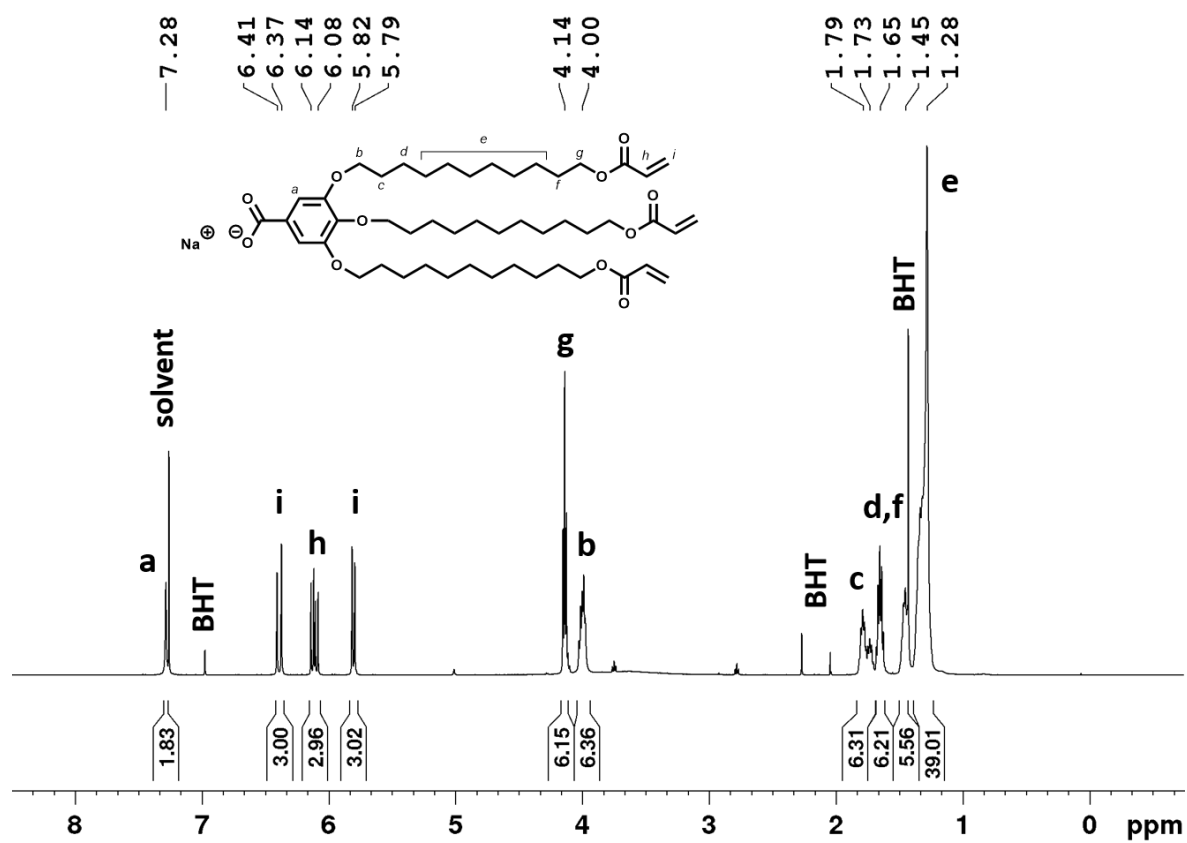 7.28 6.41 6.37 6.14 6.08 5.82 5.79 4.14 4.00 1.79 1.73 1.65 1.45 1.28
e
b d g O h i
c f O
a O
O O
Na⊕ ⊖O O O
O
O O
O
e
BHT
solvent
g
i i d,f
a h b c
BHT BHT
1.83 3.00 2.96 3.02 6.15 6.36 6.31 6.21 5.56 39.01
8 7 6 5 4 3 2 1 0 ppm